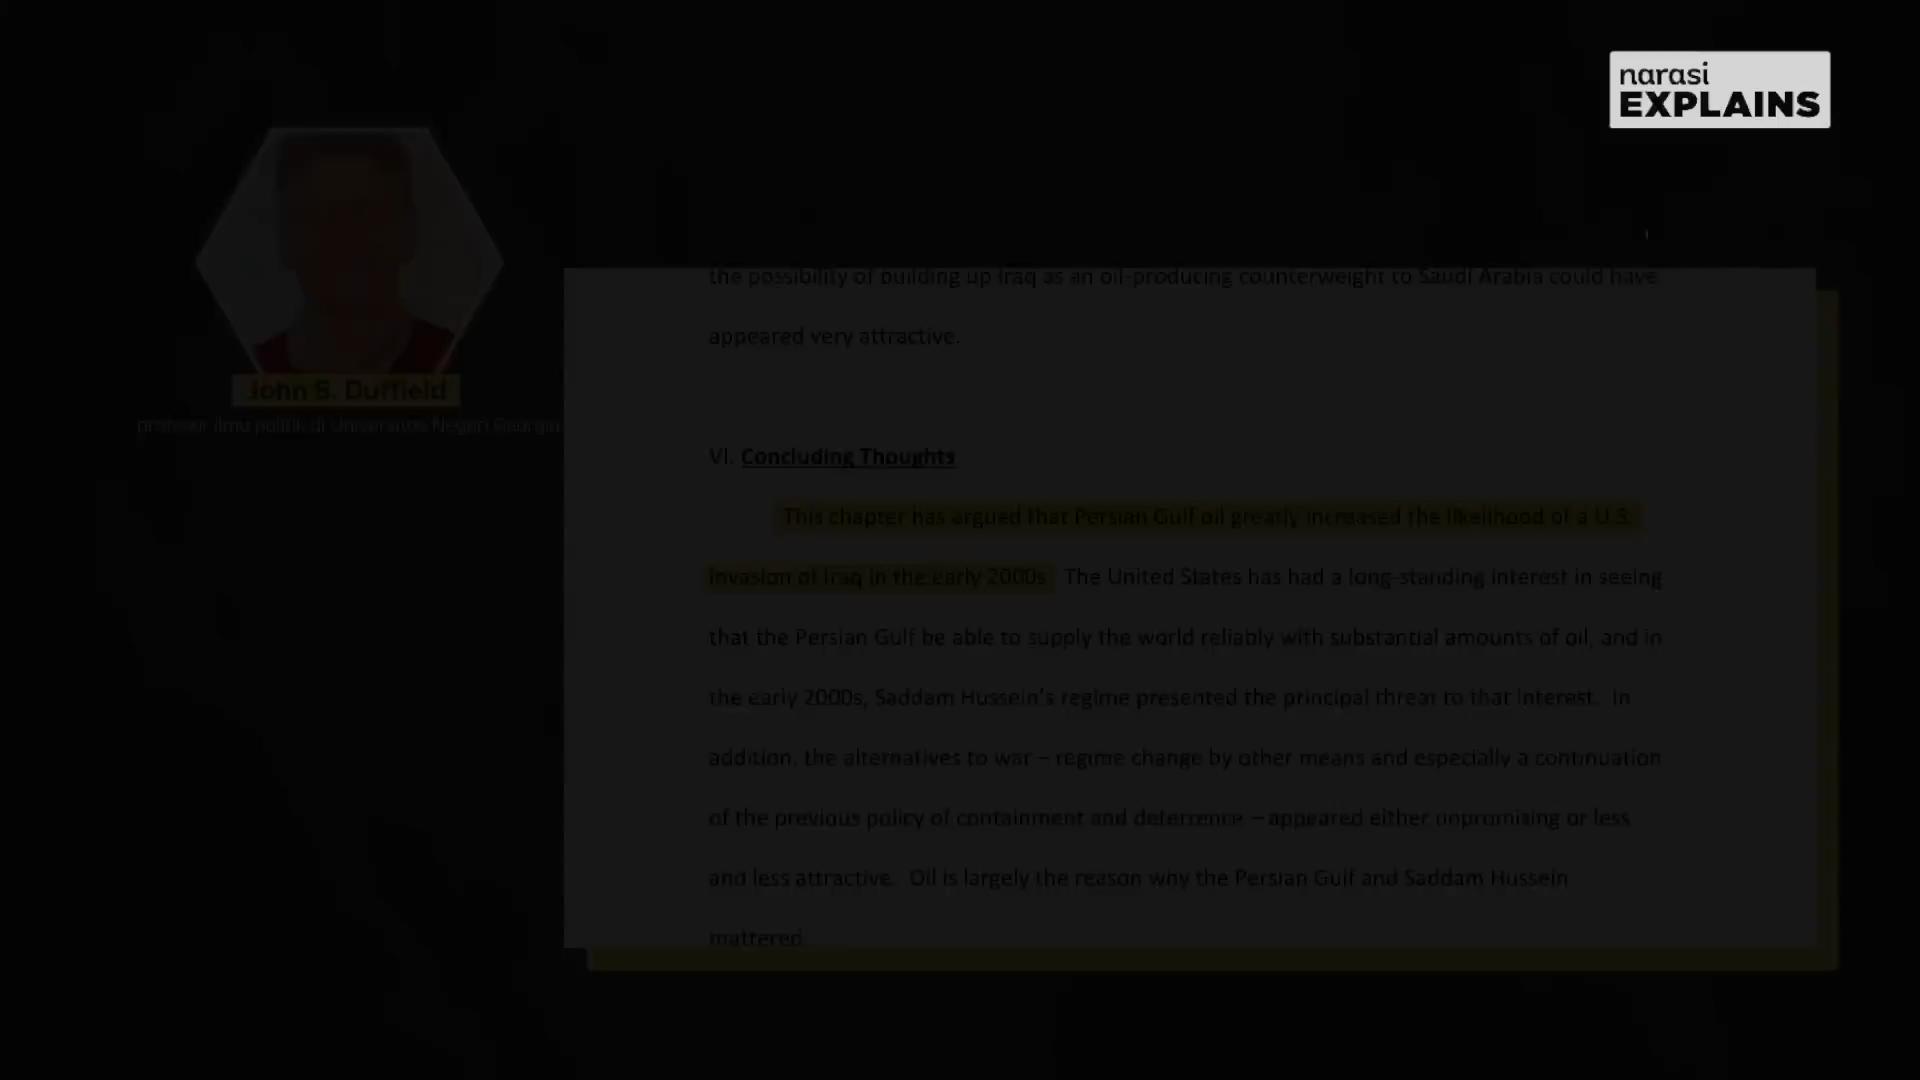 narasi
EXPLAINS
John S. Duffield
profesor ilmu politik di Universitas Negeri Georgia
the possibility of building up Iraq as an oil-producing counterweight to Saudi Arabia could have
appeared very attractive.
VI. Concluding Thoughts
This chapter has argued that Persian Gulf oil greatly increased the likelihood of a U.S.
invasion of Iraq in the early 2000s. The United States has had a long-standing interest in seeing
that the Persian Gulf be able to supply the world reliably with substantial amounts of oil, and in
the early 2000s, Saddam Hussein's regime presented the principal threat to that interest. In
addition, the alternatives to war – regime change by other means and especially a continuation
of the previous policy of containment and deterrence – appeared either unpromising or less
and less attractive. Oil is largely the reason why the Persian Gulf and Saddam Hussein
mattered.